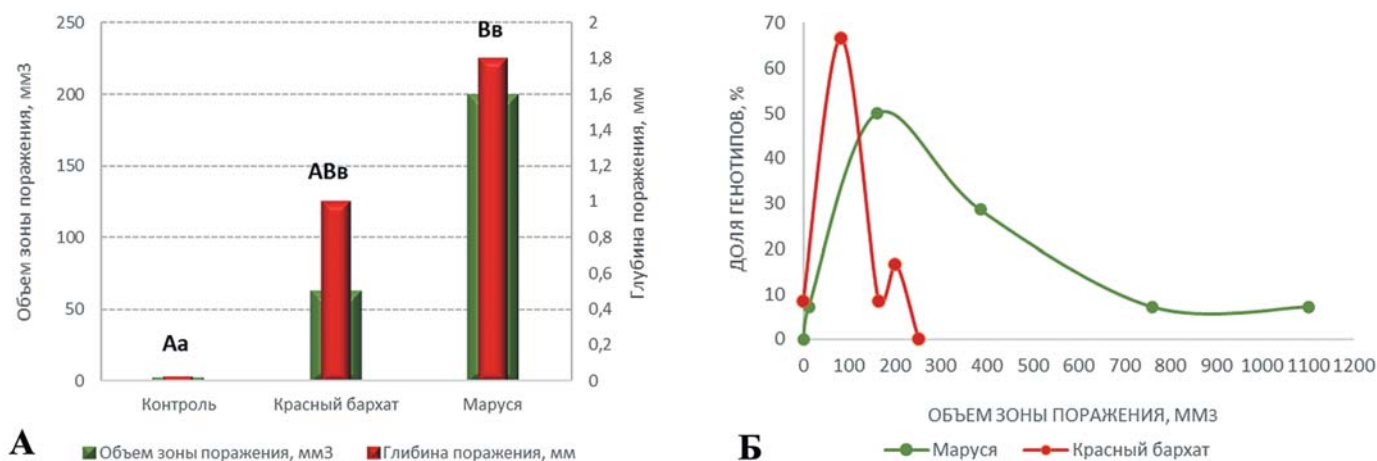 250
200
150
100
50
0
Объем зоны поражения, мм3
Аа
АВв
Вв
2
1,8
1,6
1,4
1,2
1
0,8
0,6
0,4
0,2
0
Глубина поражения, мм
Контроль Красный бархат Маруся
А
Объем зоны поражения, мм3 Глибина поражения, мм
70
60
50
40
30
20
10
0
ДОЛЯ ГЕНОТИПОВ, %
0 100 200 300 400 500 600 700 800 900 1000 1100 1200
ОБЪЕМ ЗОНЫ ПОРАЖЕНИЯ, ММ3
Б
Маруся Красный бархат